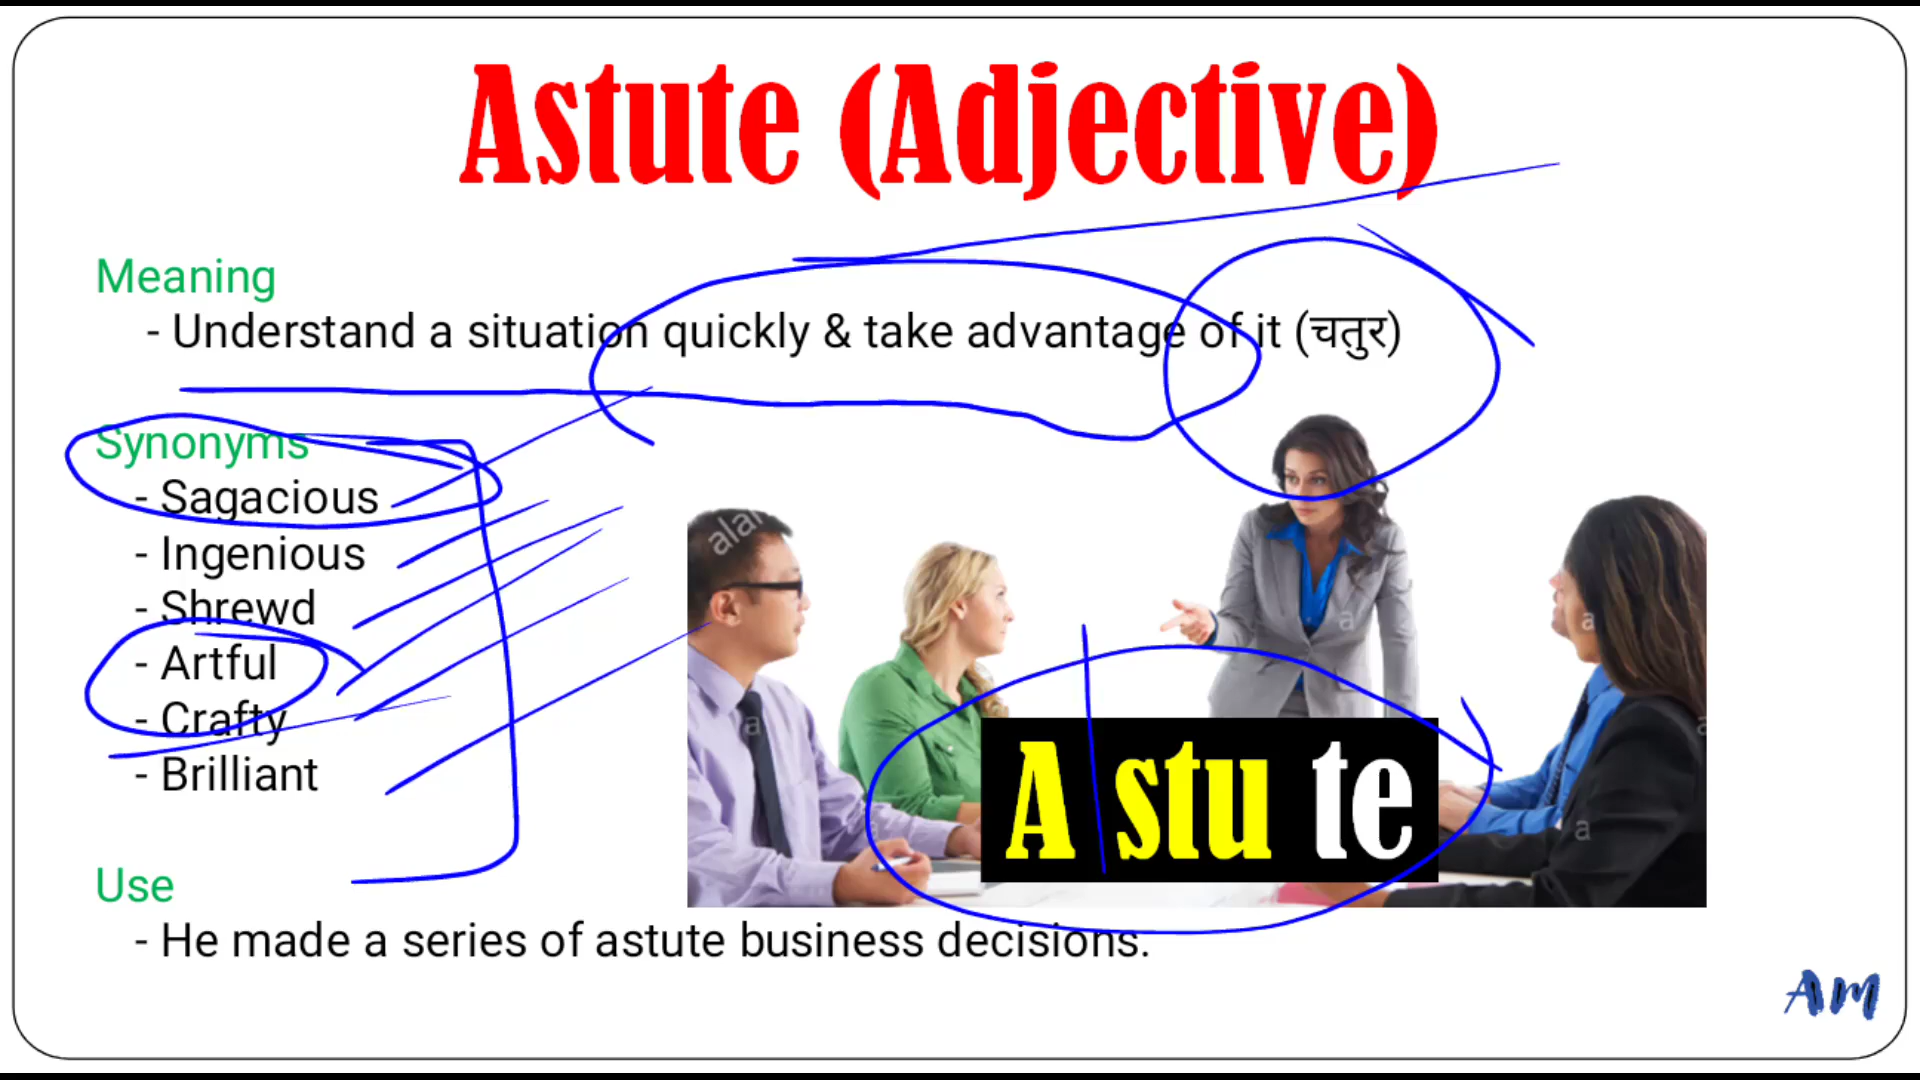 Astute (Adjective)
Meaning
- Understand a situation quickly & take advantage of it (चतुर)
Synonyms
- Sagacious
- Ingenious
- Shrewd
- Artful
- Crafty
- Brilliant
alam
a
a
a
a
A stu te
Use
- He made a series of astute business decisions.
AM